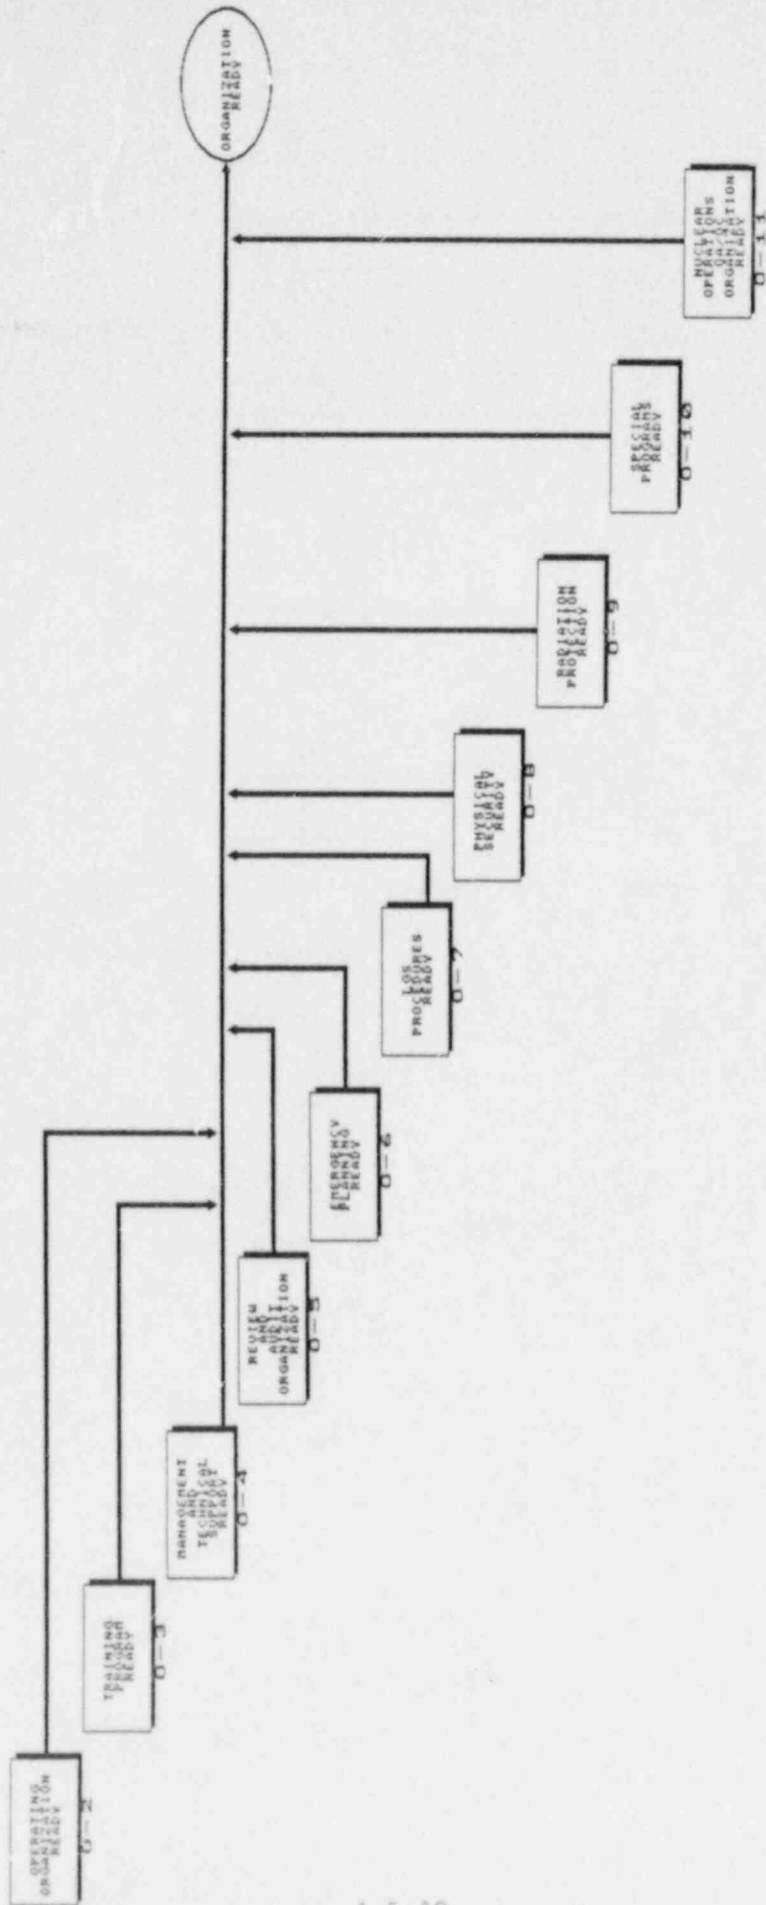 OPERATING
ORGANIZATION
READY
O-2
TRAINING
PROGRAM
READY
O-3
MANAGEMENT
AND
TECHNICAL
SUPPORT
READY
O-4
REVIEW
AND
AUDIT
ORGANIZATION
READY
O-5
EMERGENCY
PLANNING
READY
O-6
LOS
PROCEDURES
READY
O-7
PHYSICAL
SECURITY
READY
O-8
RADIATION
PROTECTION
READY
O-9
SPECIAL
PROGRAMS
READY
O-10
NUCLEAR
OPERATIONS
QA/QC
ORGANIZATION
READY
O-11
ORGANIZATION
READY